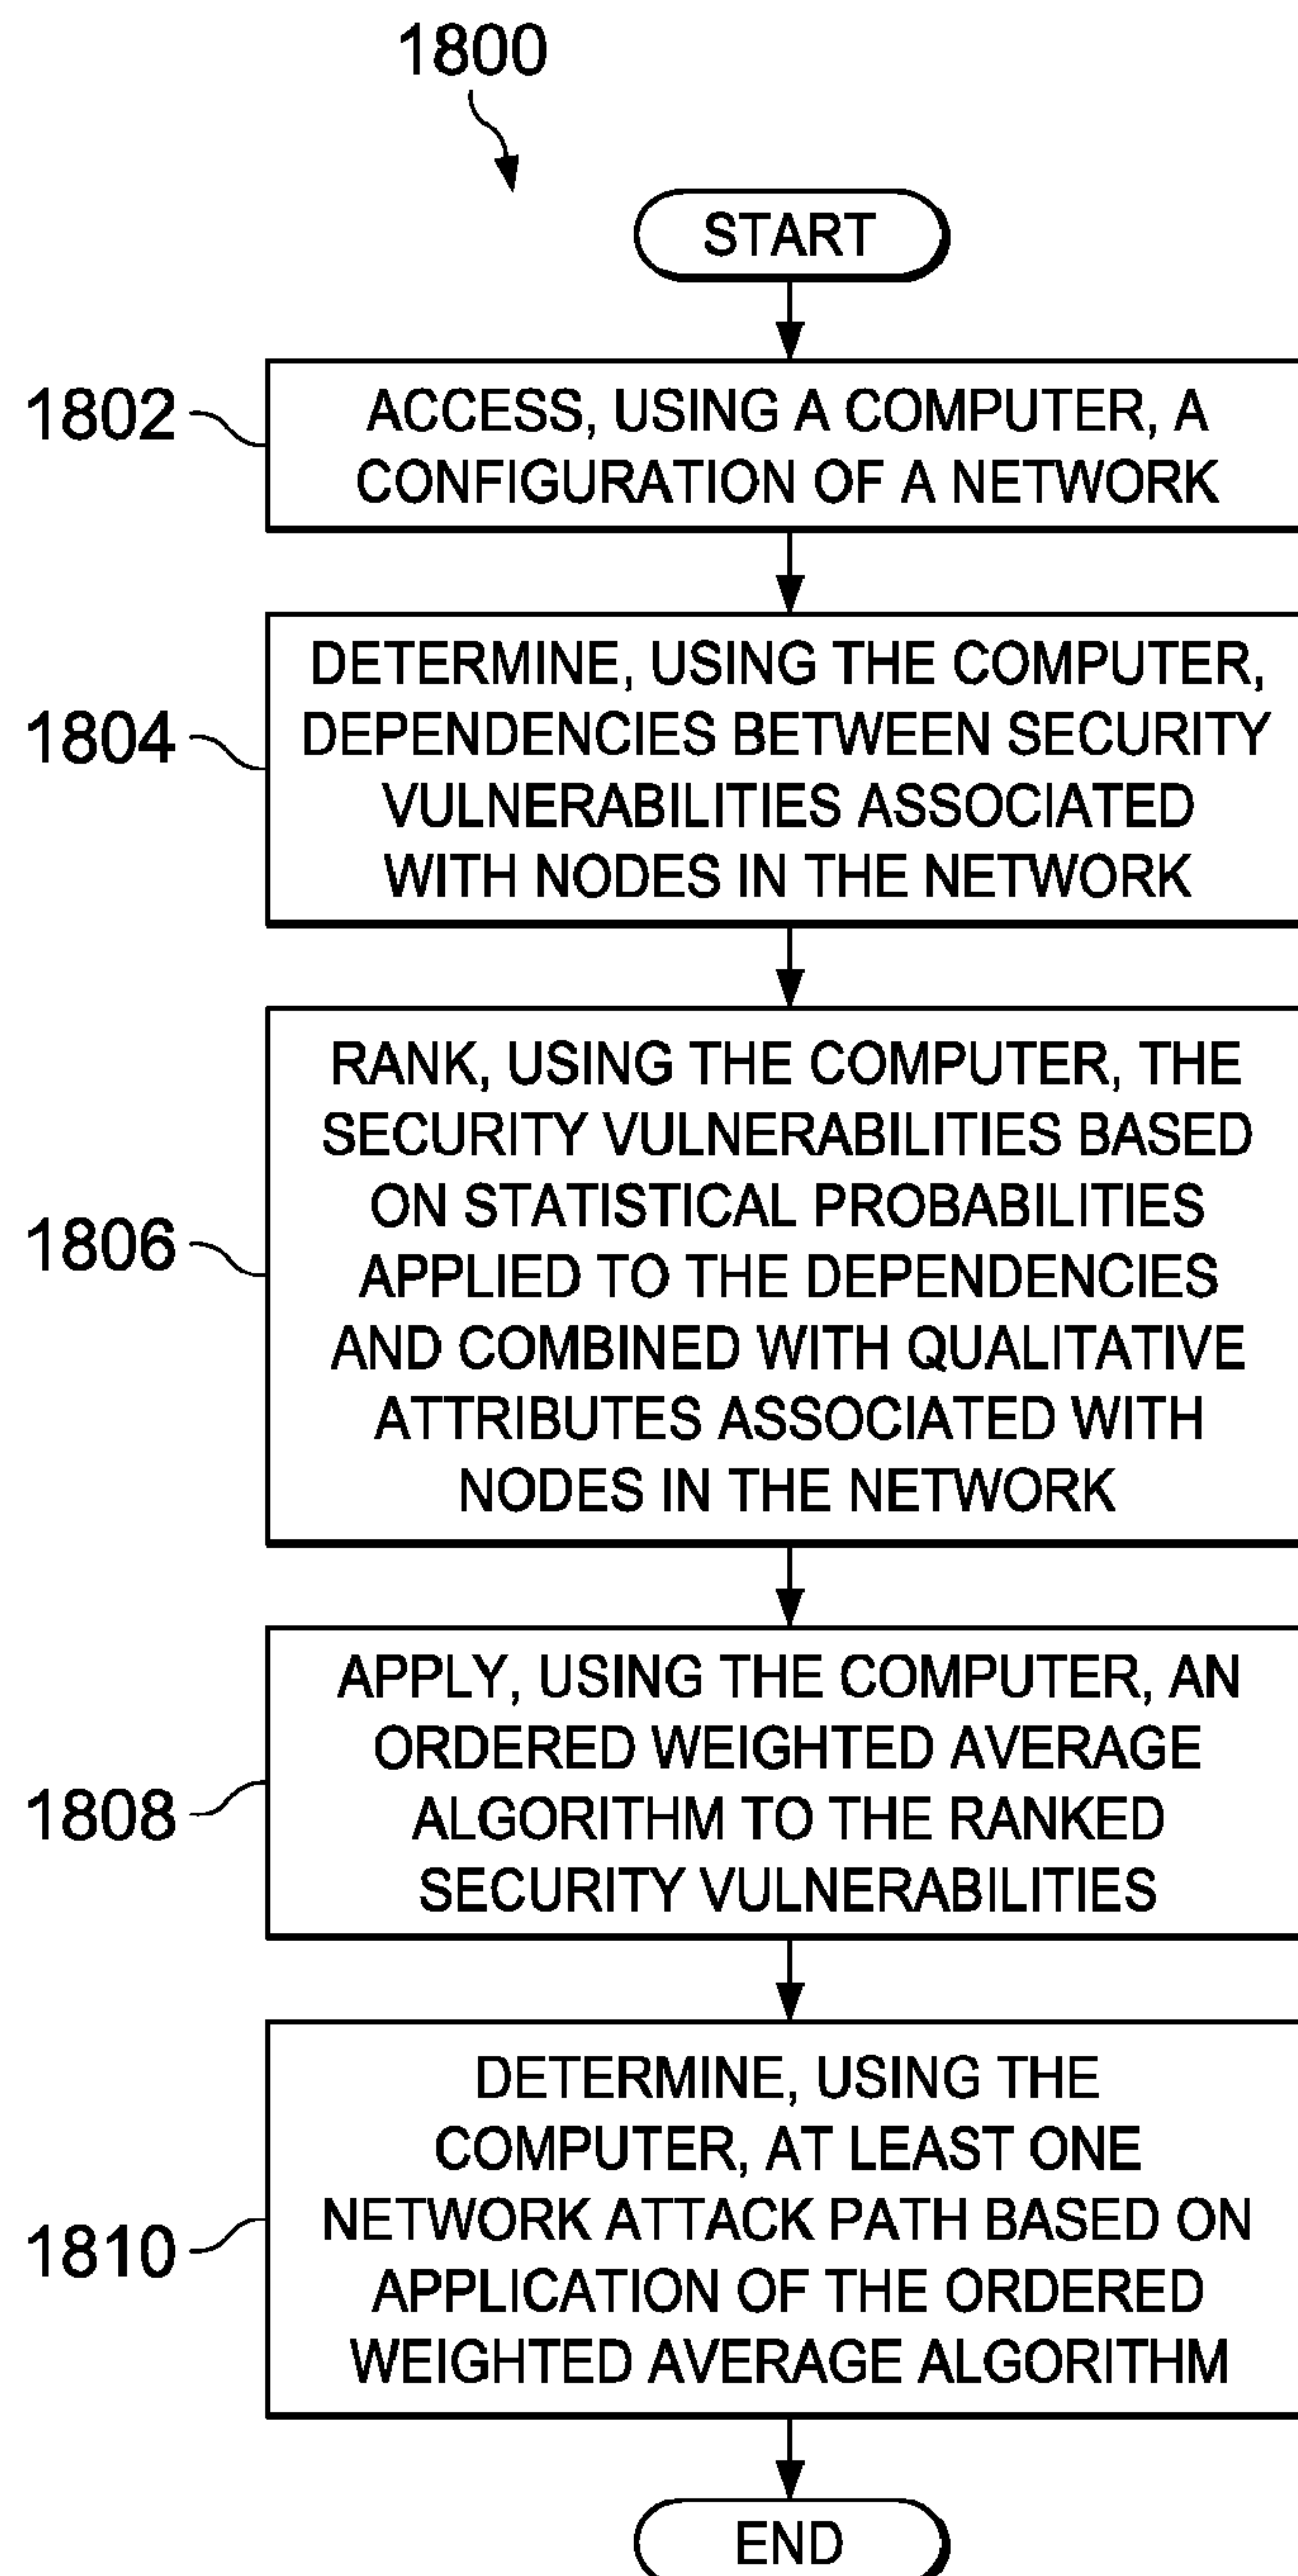 1800
START
1802
ACCESS, USING A COMPUTER, A
CONFIGURATION OF A NETWORK
1804
DETERMINE, USING THE COMPUTER,
DEPENDENCIES BETWEEN SECURITY
VULNERABILITIES ASSOCIATED
WITH NODES IN THE NETWORK
1806
RANK, USING THE COMPUTER, THE
SECURITY VULNERABILITIES BASED
ON STATISTICAL PROBABILITIES
APPLIED TO THE DEPENDENCIES
AND COMBINED WITH QUALITATIVE
ATTRIBUTES ASSOCIATED WITH
NODES IN THE NETWORK
1808
APPLY, USING THE COMPUTER, AN
ORDERED WEIGHTED AVERAGE
ALGORITHM TO THE RANKED
SECURITY VULNERABILITIES
1810
DETERMINE, USING THE
COMPUTER, AT LEAST ONE
NETWORK ATTACK PATH BASED ON
APPLICATION OF THE ORDERED
WEIGHTED AVERAGE ALGORITHM
END